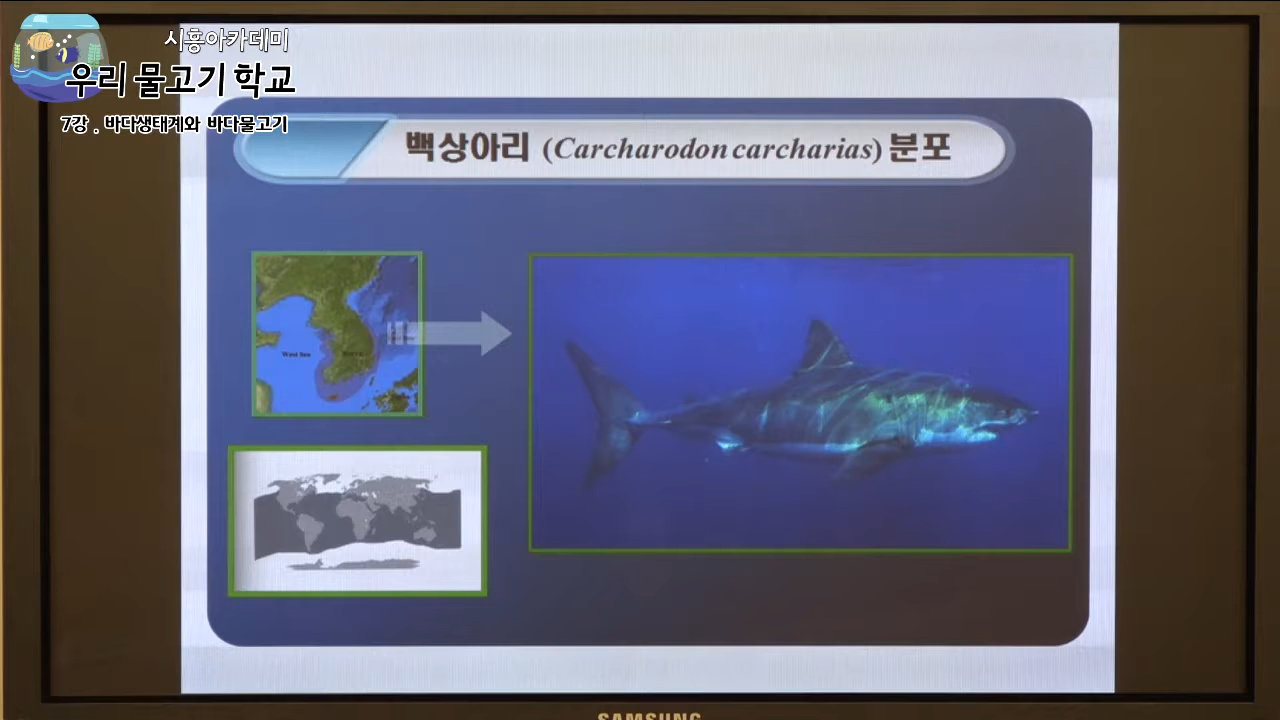 시흥아카데미
우리 물고기 학교
7강 . 바다생태계와 바다물고기
백상아리 (Carcharodon carcharias) 분포
West Sea
SAMSUNG